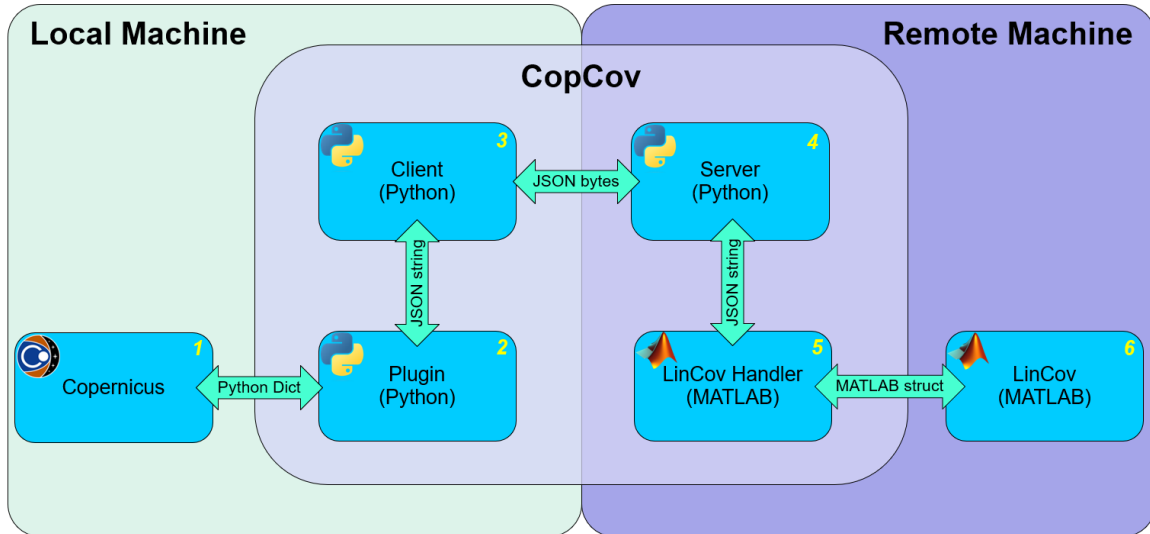 Local Machine
Remote Machine
CopCov
3
Client
(Python)
JSON bytes
4
Server
(Python)
JSON string
JSON string
1
Copernicus
Python Dict
2
Plugin
(Python)
5
LinCov Handler
(MATLAB)
MATLAB struct
6
LinCov
(MATLAB)